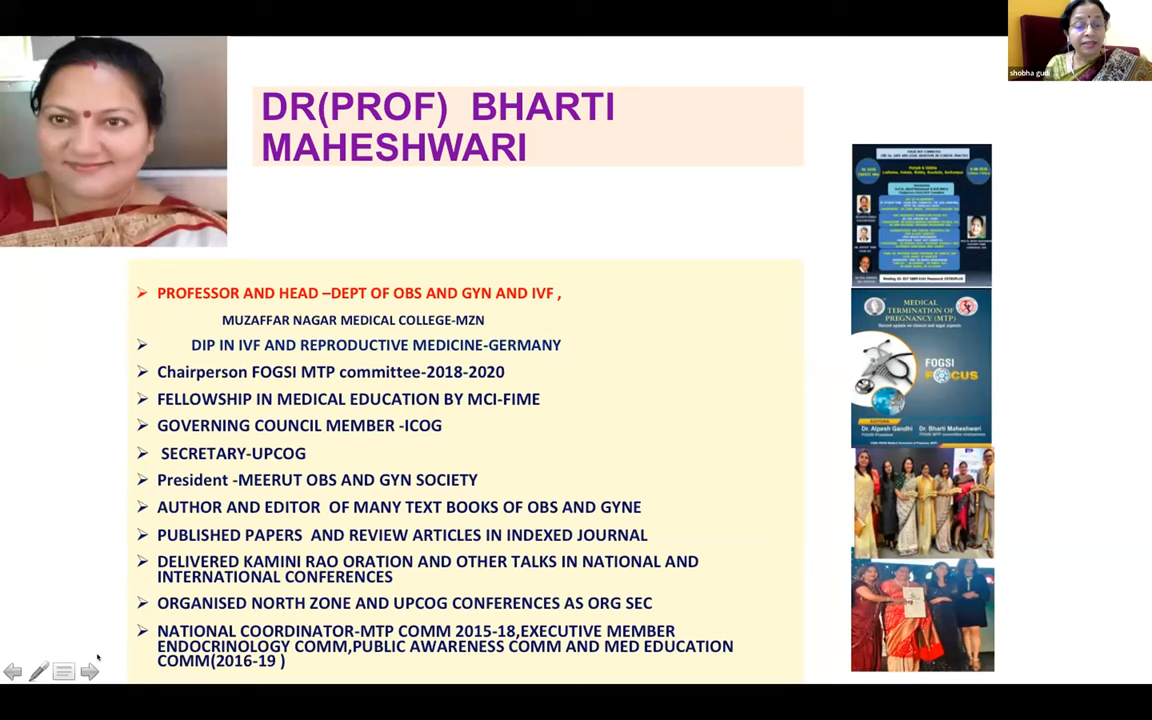 shobha gudi
DR(PROF) BHARTI
MAHESHWARI
➢ PROFESSOR AND HEAD –DEPT OF OBS AND GYN AND IVF ,
MUZAFFAR NAGAR MEDICAL COLLEGE-MZN
➢ DIP IN IVF AND REPRODUCTIVE MEDICINE-GERMANY
➢ Chairperson FOGSI MTP committee-2018-2020
➢ FELLOWSHIP IN MEDICAL EDUCATION BY MCI-FIME
➢ GOVERNING COUNCIL MEMBER -ICOG
➢ SECRETARY-UPCOG
➢ President -MEERUT OBS AND GYN SOCIETY
➢ AUTHOR AND EDITOR OF MANY TEXT BOOKS OF OBS AND GYNE
➢ PUBLISHED PAPERS AND REVIEW ARTICLES IN INDEXED JOURNAL
➢ DELIVERED KAMINI RAO ORATION AND OTHER TALKS IN NATIONAL AND
INTERNATIONAL CONFERENCES
➢ ORGANISED NORTH ZONE AND UPCOG CONFERENCES AS ORG SEC
➢ NATIONAL COORDINATOR-MTP COMM 2015-18,EXECUTIVE MEMBER
ENDOCRINOLOGY COMM,PUBLIC AWARENESS COMM AND MED EDUCATION
COMM(2016-19 )
MEDICAL
TERMINATION OF
PREGNANCY (MTP)
FOGSI
FOCUS
Dr. Alpesh Gandhi Dr. Bharti Maheshwari